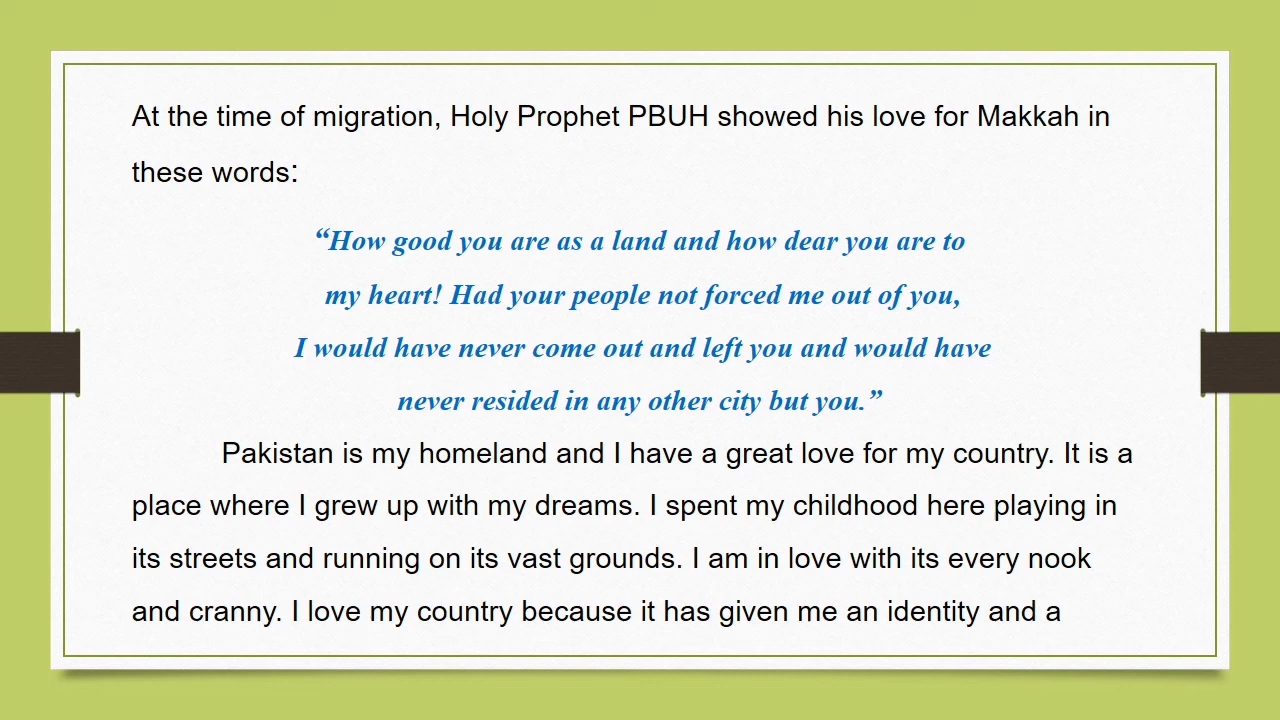 At the time of migration, Holy Prophet PBUH showed his love for Makkah in
these words:
“How good you are as a land and how dear you are to
my heart! Had your people not forced me out of you,
I would have never come out and left you and would have
never resided in any other city but you.”
Pakistan is my homeland and I have a great love for my country. It is a
place where I grew up with my dreams. I spent my childhood here playing in
its streets and running on its vast grounds. I am in love with its every nook
and cranny. I love my country because it has given me an identity and a